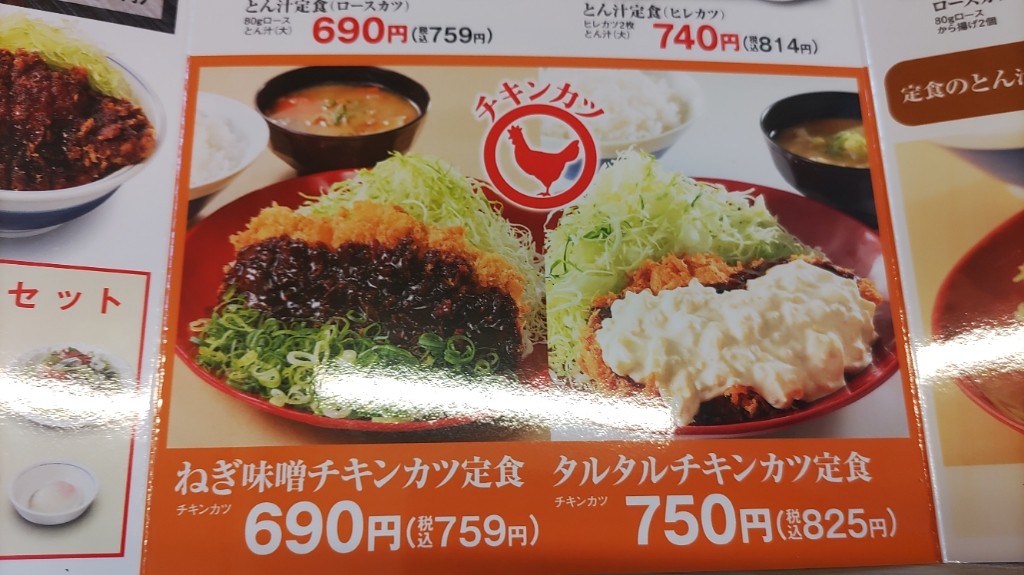 とん汁定食(ロースカツ)
80gロース
とん汁(大)
690円(税込759円)
とん汁定食(ヒレカツ)
ヒレカツ2枚
とん汁(大)
740円(税込814円)
80gロース
から揚げ2個
定食のとん汁
チキンカツ
セット
ねぎ味噌チキンカツ定食
チキンカツ
690円(税込759円)
タルタルチキンカツ定食
チキンカツ
750円(税込825円)